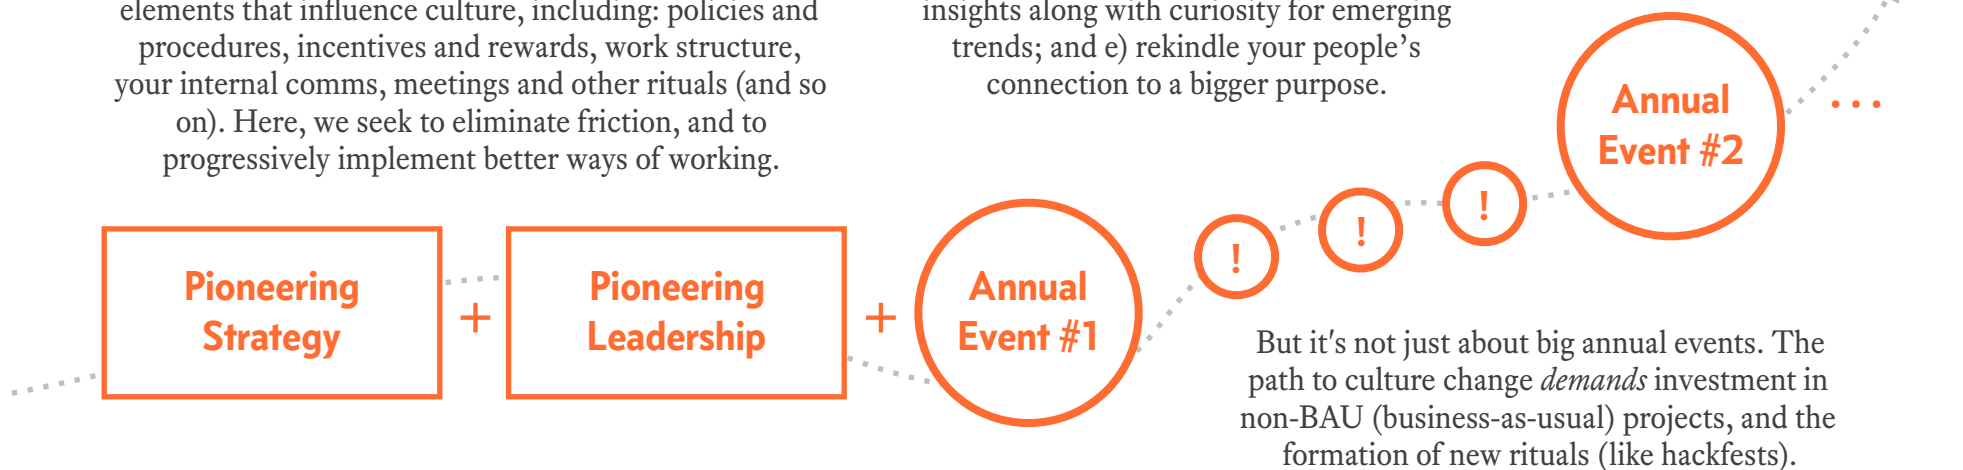 elements that influence culture, including: policies and
procedures, incentives and rewards, work structure,
your internal comms, meetings and other rituals (and so
on). Here, we seek to eliminate friction, and to
progressively implement better ways of working.
insights along with curiosity for emerging
trends; and e) rekindle your people’s
connection to a bigger purpose.
Pioneering
Strategy
+
Pioneering
Leadership
+
Annual
Event #1
!
!
!
Annual
Event #2
...
But it's not just about big annual events. The
path to culture change demands investment in
non-BAU (business-as-usual) projects, and the
formation of new rituals (like hackfests).